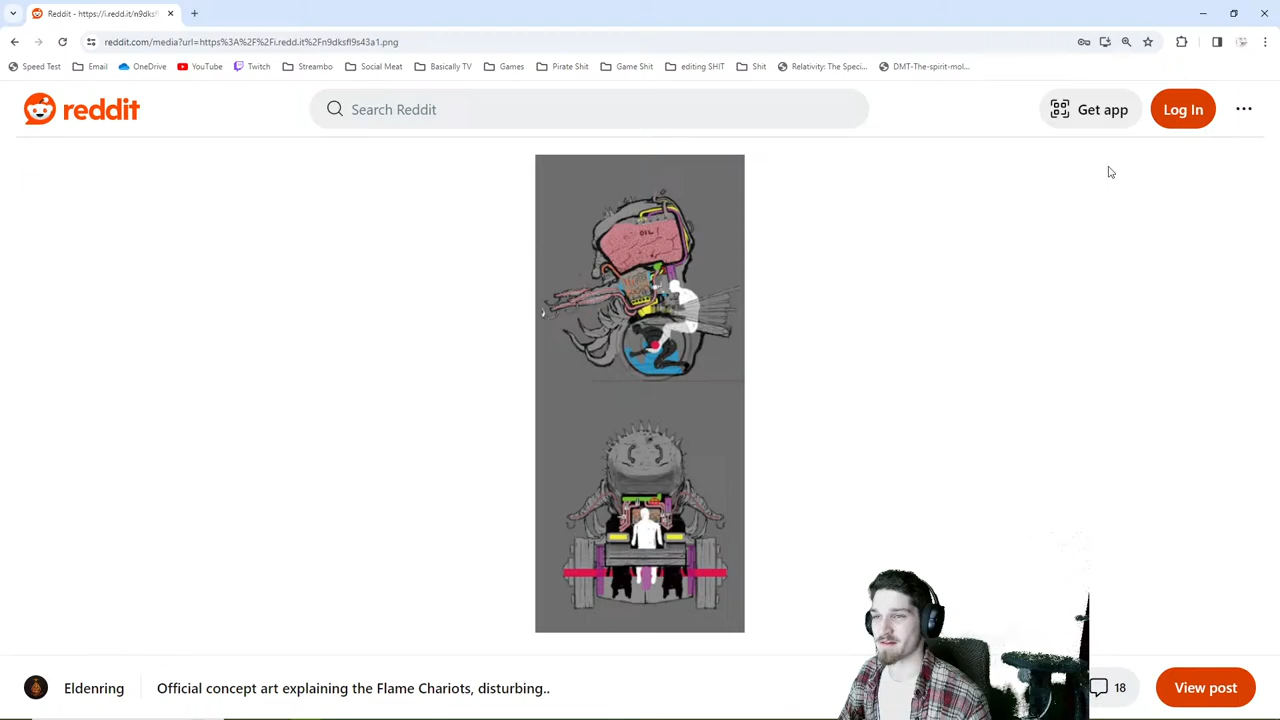 Reddit - https://i.redd.it/n9dksfl
reddit.com/media?url=https%3A%2F%2Fi.redd.it%2Fn9dksfl9s43a1.png
Speed Test Email OneDrive YouTube Twitch Streambo Social Meat Basically TV Games Pirate Shit Game Shit editing SHIT Shit Relativity: The Speci... DMT-The-spirit-mol...
reddit Search Reddit Get app Log In
OIL!
Eldenring Official concept art explaining the Flame Chariots, disturbing.. 18 View post